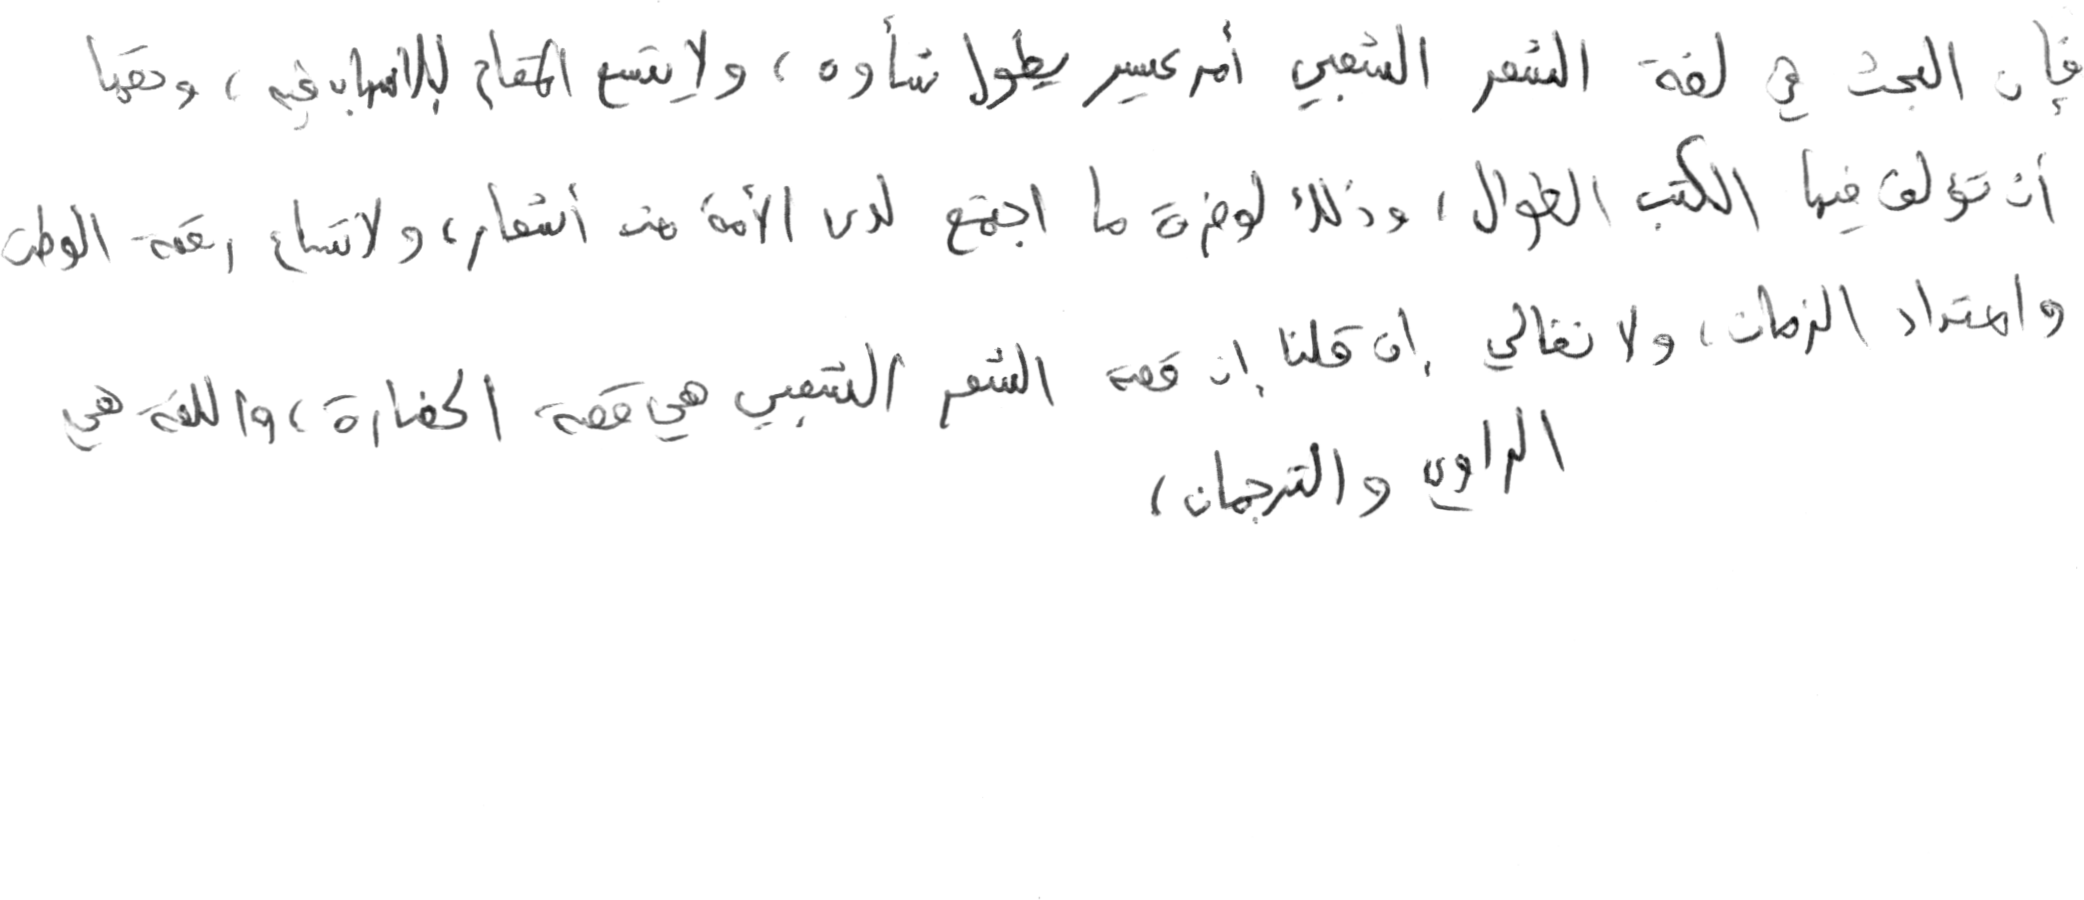 فإن البحث في لغة الشعر الشعبي أمر عسير يطول شأوه، ولا يتسع المقام للاسهاب فيه، وحقها
أن تؤلف فيها الكتب الطوال، وذلك لوفرة ما اجتمع لدى الأمة من أشعار، ولاتساع رقعة الوطن
وامتداد الزمان، ولا نغالي إن قلنا إن قصة الشعر الشعبي هي قصة الحضارة، واللغة هي
الراوي والترجمان،